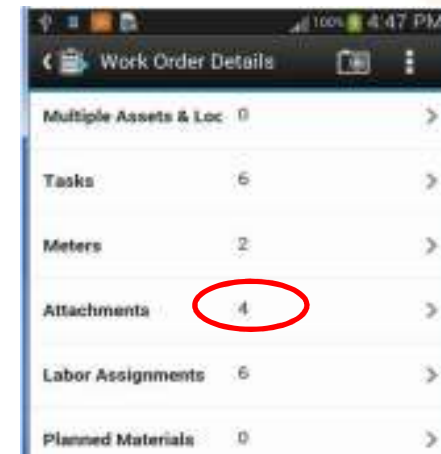 100% 4:47 PM
Work Order Details
Multiple Assets & Loc 0
Tasks 6
Meters 2
Attachments 4
Labor Assignments 6
Planned Materials 0